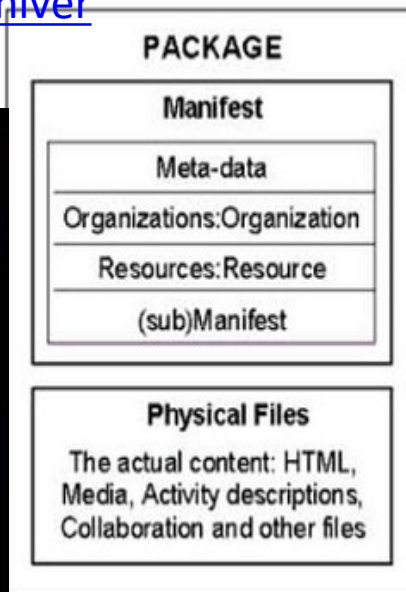 PACKAGE
Manifest
Meta-data
Organizations:Organization
Resources:Resource
(sub)Manifest
Physical Files
The actual content: HTML,
Media, Activity descriptions,
Collaboration and other files